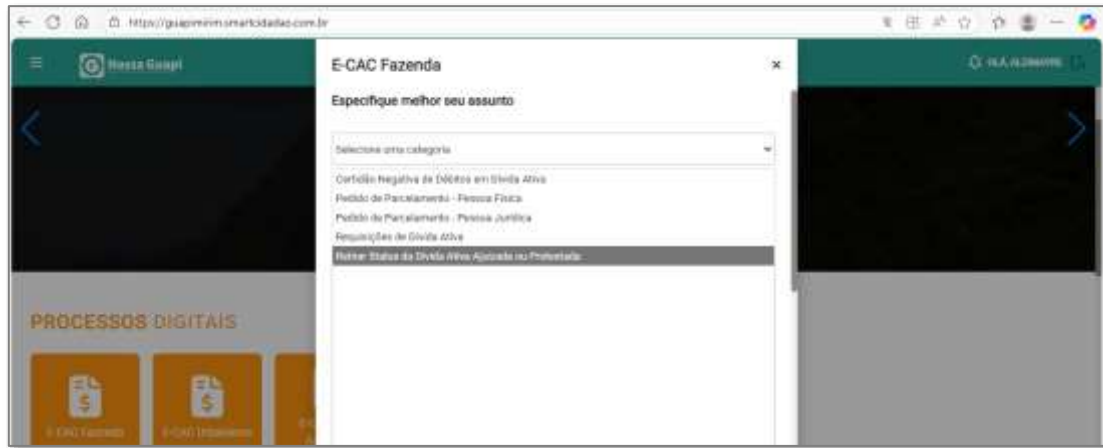 https://guapimirim.smartcidadao.com.br
Nossa Guapi
E-CAC Fazenda
×
Especifique melhor seu assunto
Selecione uma categoria
Certidão Negativa de Débitos em Dívida Ativa
Pedido de Parcelamento - Pessoa Física
Pedido de Parcelamento - Pessoa Jurídica
Requisições de Dívida Ativa
Retirar Status da Dívida Ativa Ajuizada ou Protestada
PROCESSOS DIGITAIS
E-CAC Fazenda
E-CAC Urbanismo